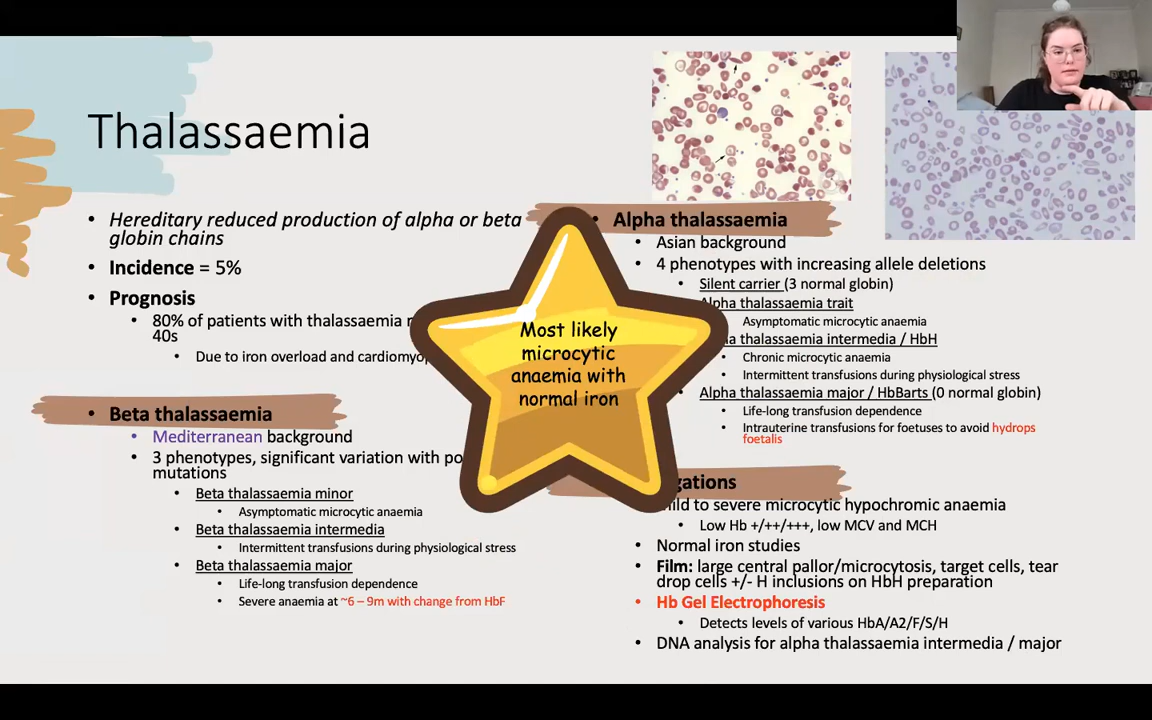 Thalassaemia
Hereditary reduced production of alpha or beta
globin chains
Incidence = 5%
Prognosis
80% of patients with thalassaemia
40s
Due to iron overload and
Beta thalassaemia
Mediterranean background
3 phenotypes, significant variation with
mutations
Beta thalassaemia minor
Asymptomatic microcytic anaemia
Beta thalassaemia intermedia
Intermittent transfusions during physiological stress
Beta thalassaemia major
Life-long transfusion dependence
Severe anaemia at ~6 – 9m with change from HbF
Most likely
microcytic
anaemia with
normal iron
Alpha thalassaemia
Asian background
4 phenotypes with increasing allele deletions
Silent carrier (3 normal globin)
Alpha thalassaemia trait
Asymptomatic microcytic anaemia
thalassaemia intermedia / HbH
Chronic microcytic anaemia
Intermittent transfusions during physiological stress
Alpha thalassaemia major / HbBarts (0 normal globin)
Life-long transfusion dependence
Intrauterine transfusions for foetuses to avoid hydrops
foetalis
Mild to severe microcytic hypochromic anaemia
Low Hb +/++/+++, low MCV and MCH
Normal iron studies
Film: large central pallor/microcytosis, target cells, tear
drop cells +/- H inclusions on HbH preparation
Hb Gel Electrophoresis
Detects levels of various HbA/A2/F/S/H
DNA analysis for alpha thalassaemia intermedia / major